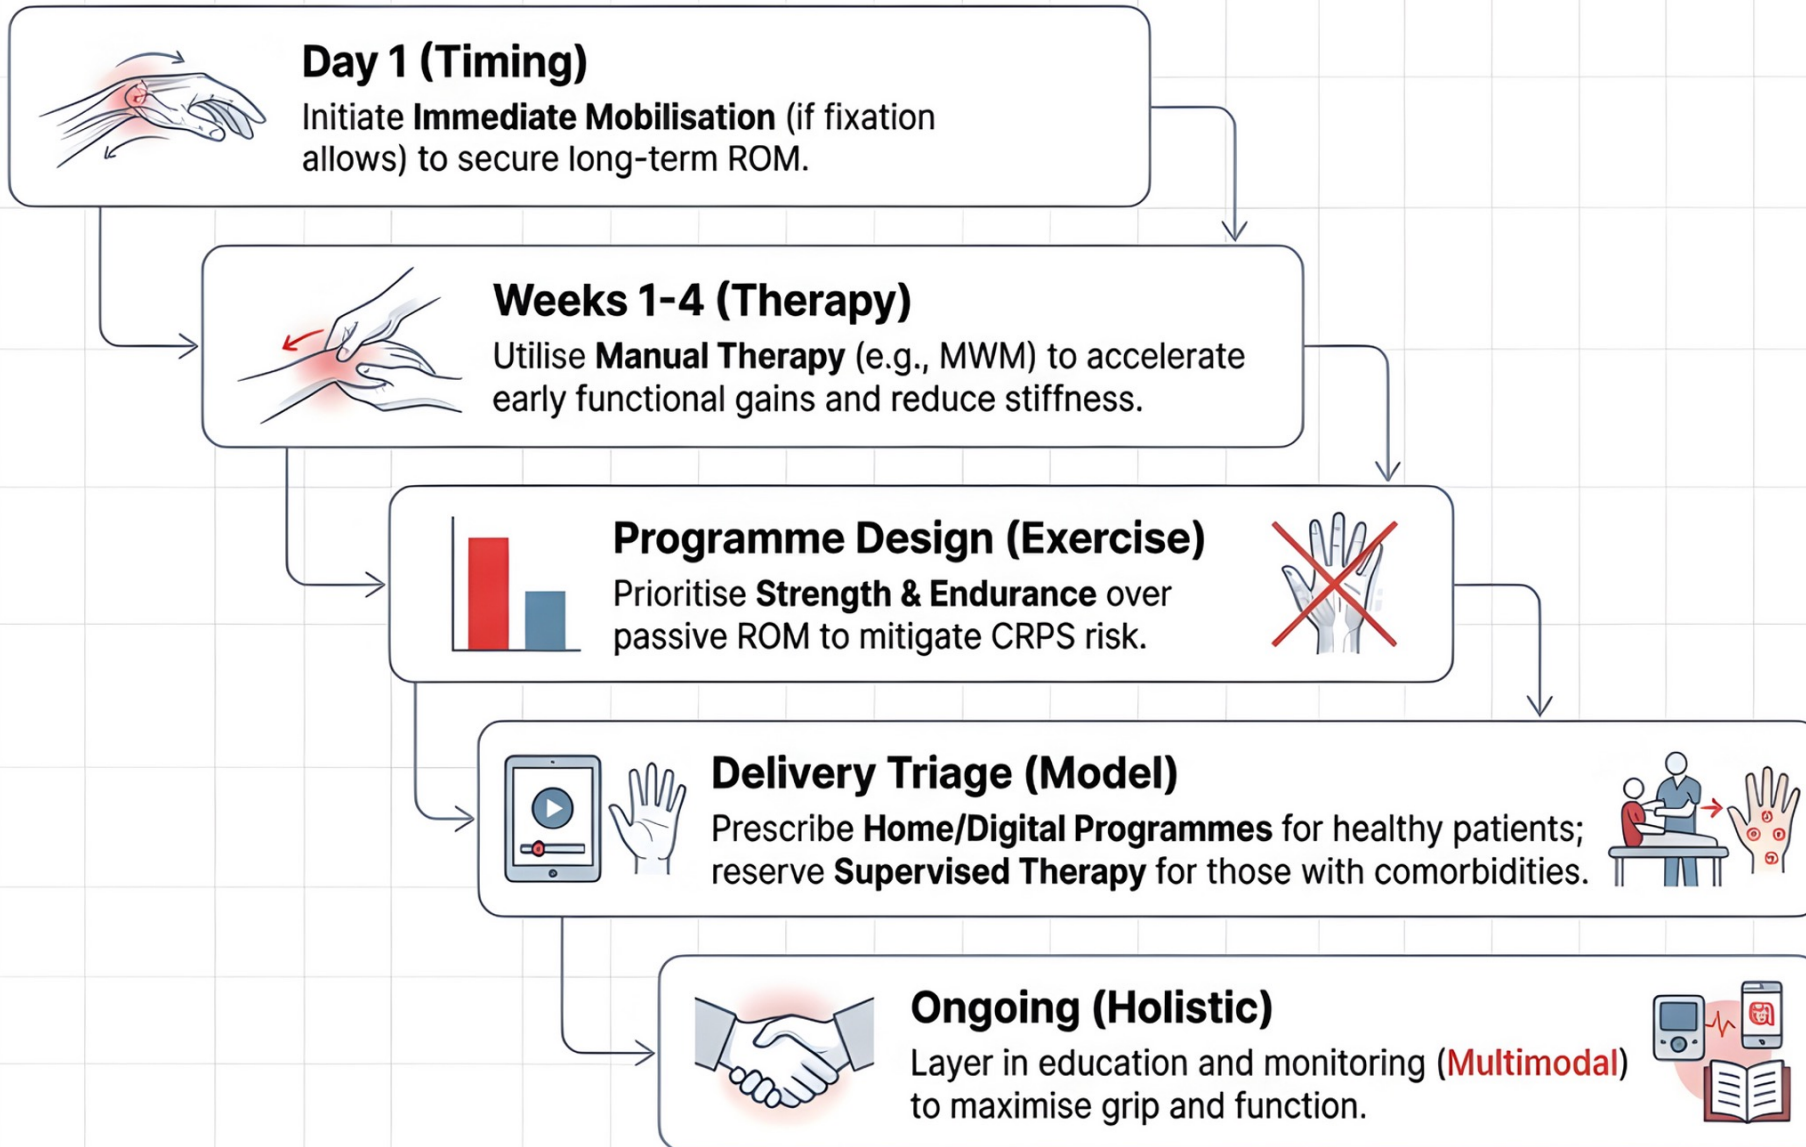 Day 1 (Timing)
Initiate Immediate Mobilisation (if fixation
allows) to secure long-term ROM.
Weeks 1-4 (Therapy)
Utilise Manual Therapy (e.g., MWM) to accelerate
early functional gains and reduce stiffness.
Programme Design (Exercise)
Prioritise Strength & Endurance over
passive ROM to mitigate CRPS risk.
Delivery Triage (Model)
Prescribe Home/Digital Programmes for healthy patients;
reserve Supervised Therapy for those with comorbidities.
Ongoing (Holistic)
Layer in education and monitoring (Multimodal)
to maximise grip and function.